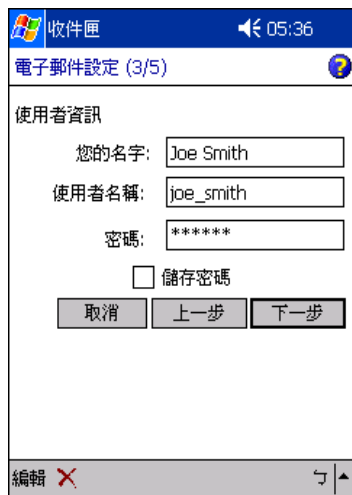 收件匣 05:36
電子郵件設定 (3/5)
使用者資訊
您的名字: Joe Smith
使用者名稱: joe_smith
密碼: ******
儲存密碼
取消 上一步 下一步
編輯 ㄅ